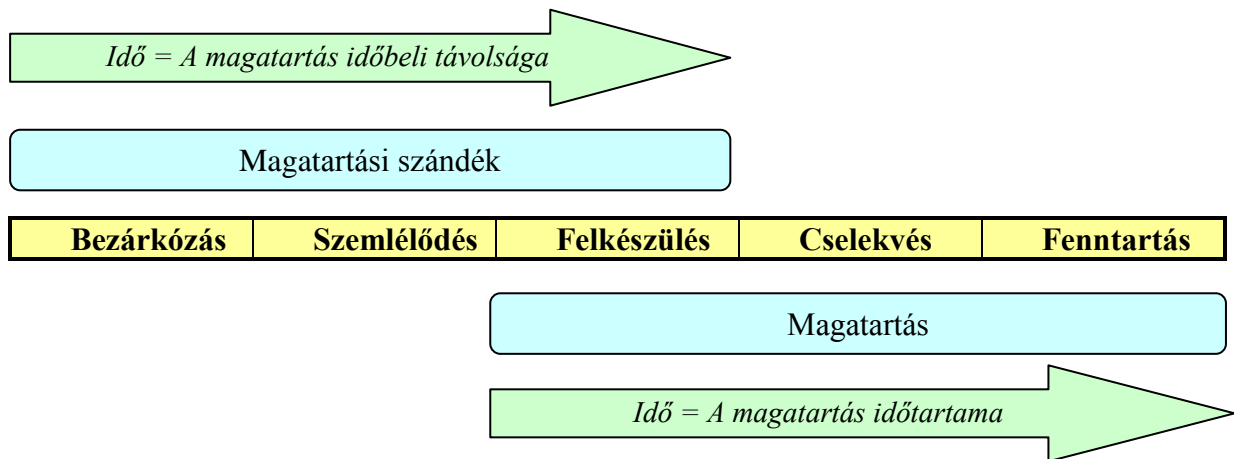 Idő = A magatartás időbeli távolsága
Magatartási szándék
Bezárkózás Szemlélődés Felkészülés Cselekvés Fenntartás
Magatartás
Idő = A magatartás időtartama